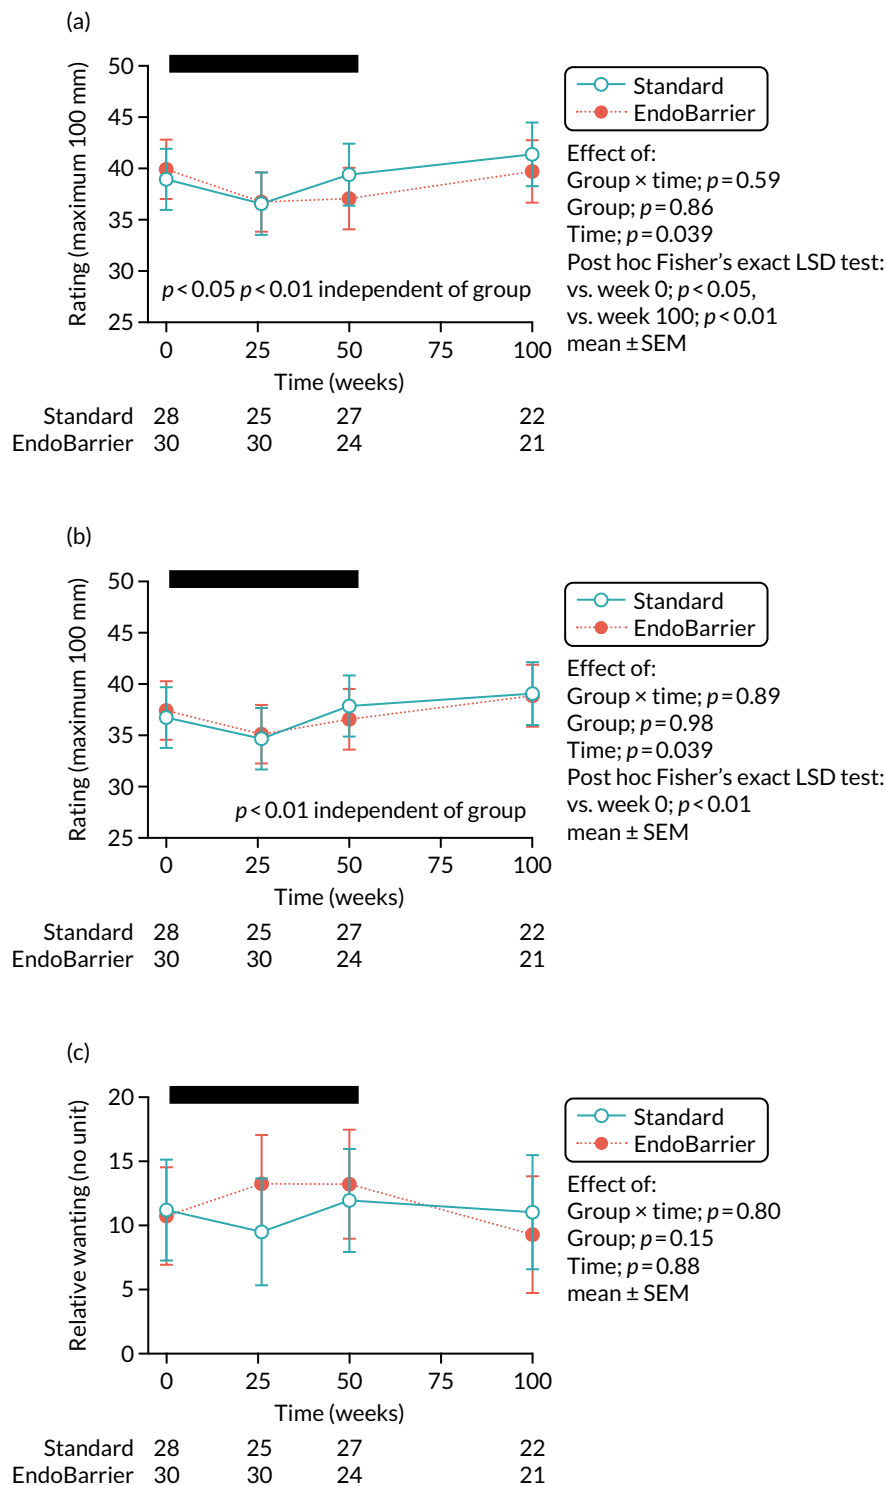 (a)
Rating (maximum 100 mm)
50
45
40
35
30
25
p < 0.05 p < 0.01 independent of group
0 25 50 75 100
Time (weeks)
Standard 28 25 27 22
EndoBarrier 30 30 24 21
Standard
EndoBarrier
Effect of:
Group × time; p = 0.59
Group; p = 0.86
Time; p = 0.039
Post hoc Fisher's exact LSD test:
vs. week 0; p < 0.05,
vs. week 100; p < 0.01
mean ± SEM
(b)
Rating (maximum 100 mm)
50
45
40
35
30
25
p < 0.01 independent of group
0 25 50 75 100
Time (weeks)
Standard 28 25 27 22
EndoBarrier 30 30 24 21
Standard
EndoBarrier
Effect of:
Group × time; p = 0.89
Group; p = 0.98
Time; p = 0.039
Post hoc Fisher's exact LSD test:
vs. week 0; p < 0.01
mean ± SEM
(c)
Relative wanting (no unit)
20
15
10
5
0
0 25 50 75 100
Time (weeks)
Standard 28 25 27 22
EndoBarrier 30 30 24 21
Standard
EndoBarrier
Effect of:
Group × time; p = 0.80
Group; p = 0.15
Time; p = 0.88
mean ± SEM